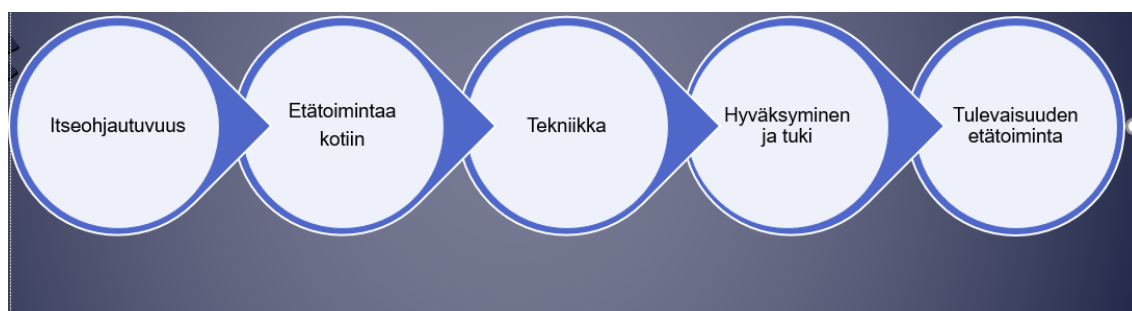 Itseohjautuvuus
Etätoimintaa
kotiin
Tekniikka
Hyväksyminen
ja tuki
Tulevaisuuden
etätoiminta